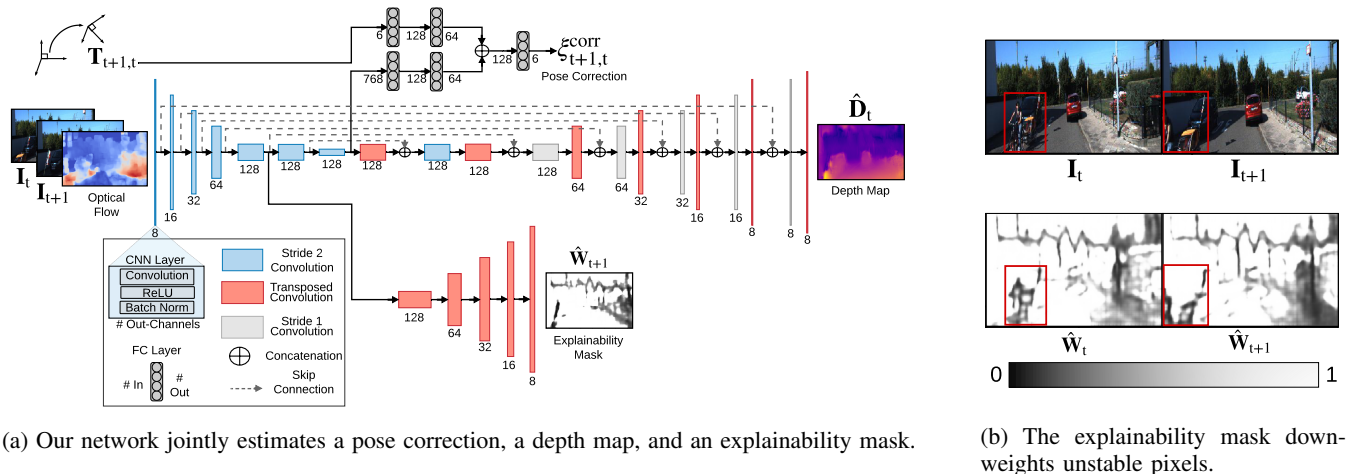 T_{t+1,t}
6
128
64
768
128
64
128
6
ξ^{corr}_{t+1,t}
Pose Correction
I_t
I_{t+1}
Optical
Flow
8
16
32
64
128
128
128
128
128
128
128
64
64
32
32
16
16
8
8
8
D̂_t
Depth Map
CNN Layer
Convolution
ReLU
Batch Norm
# Out-Channels
FC Layer
# In
#
Out
Stride 2
Convolution
Transposed
Convolution
Stride 1
Convolution
Concatenation
Skip
Connection
128
64
32
16
8
Ŵ_{t+1}
Explainability
Mask
(a) Our network jointly estimates a pose correction, a depth map, and an explainability mask.
I_t
I_{t+1}
Ŵ_t
Ŵ_{t+1}
0
1
(b) The explainability mask down-
weights unstable pixels.